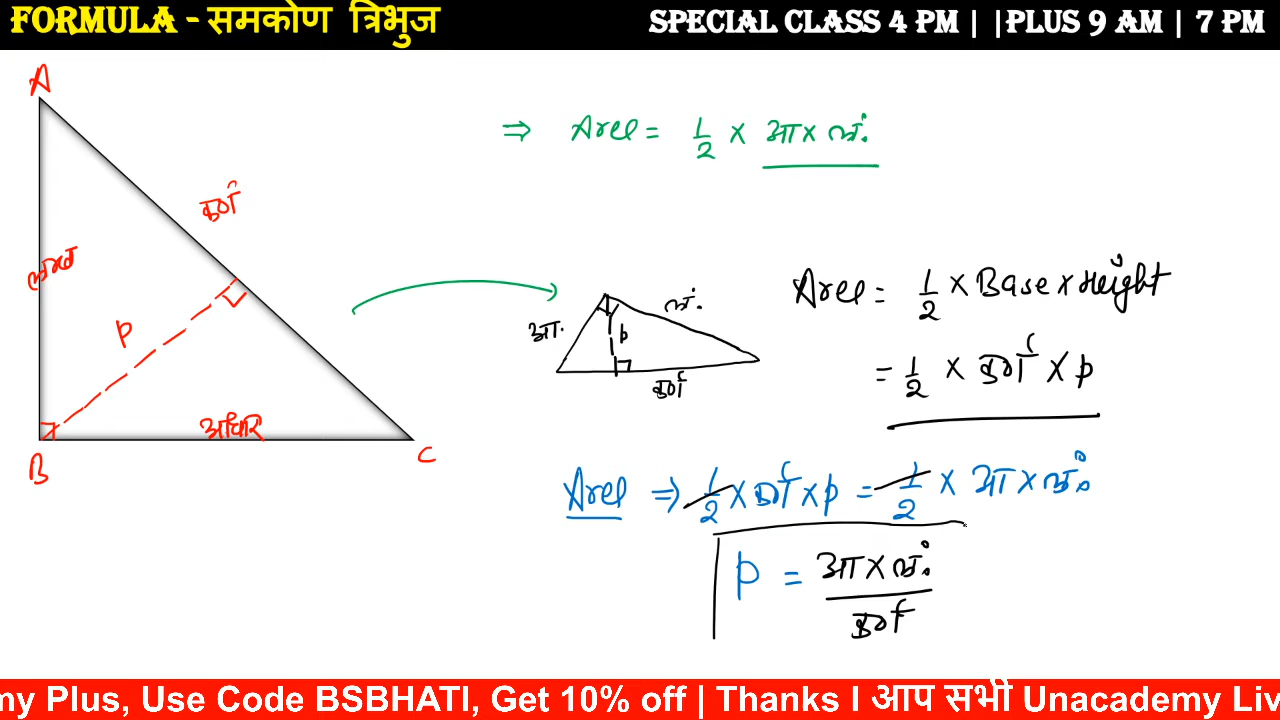 FORMULA - समकोण त्रिभुज
SPECIAL CLASS 4 PM | |PLUS 9 AM | 7 PM
A
कर्ण
लम्ब
P
आधार
B
C
⇒ Area = 1/2 × आ × लं.
आ.
लं.
P
कर्ण
Area = 1/2 × Base × Height
= 1/2 × कर्ण × P
Area ⇒ 1/2 × कर्ण × P = 1/2 × आ × लं.
P = आ × लं. / कर्ण
my Plus, Use Code BSBHATI, Get 10% off | Thanks I आप सभी Unacademy Liv